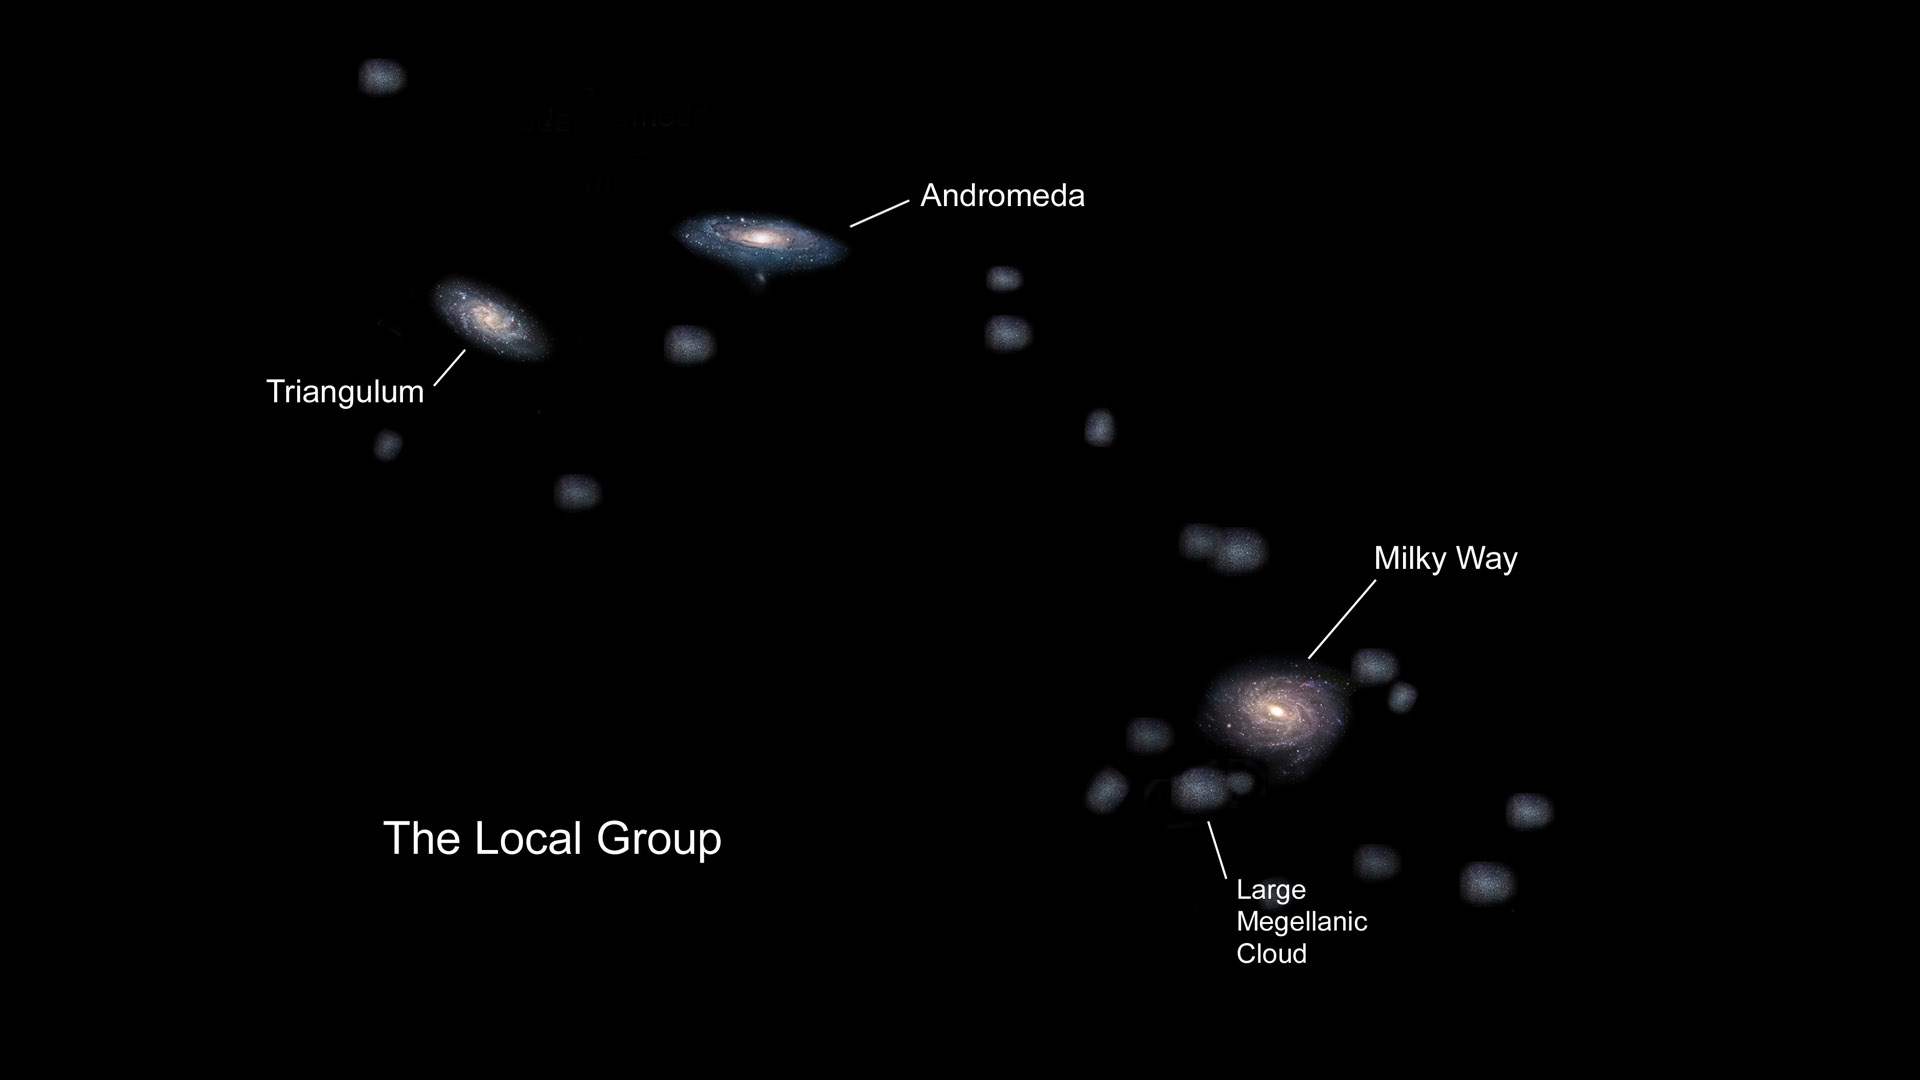 Andromeda
Triangulum
Milky Way
The Local Group
Large
Megellanic
Cloud